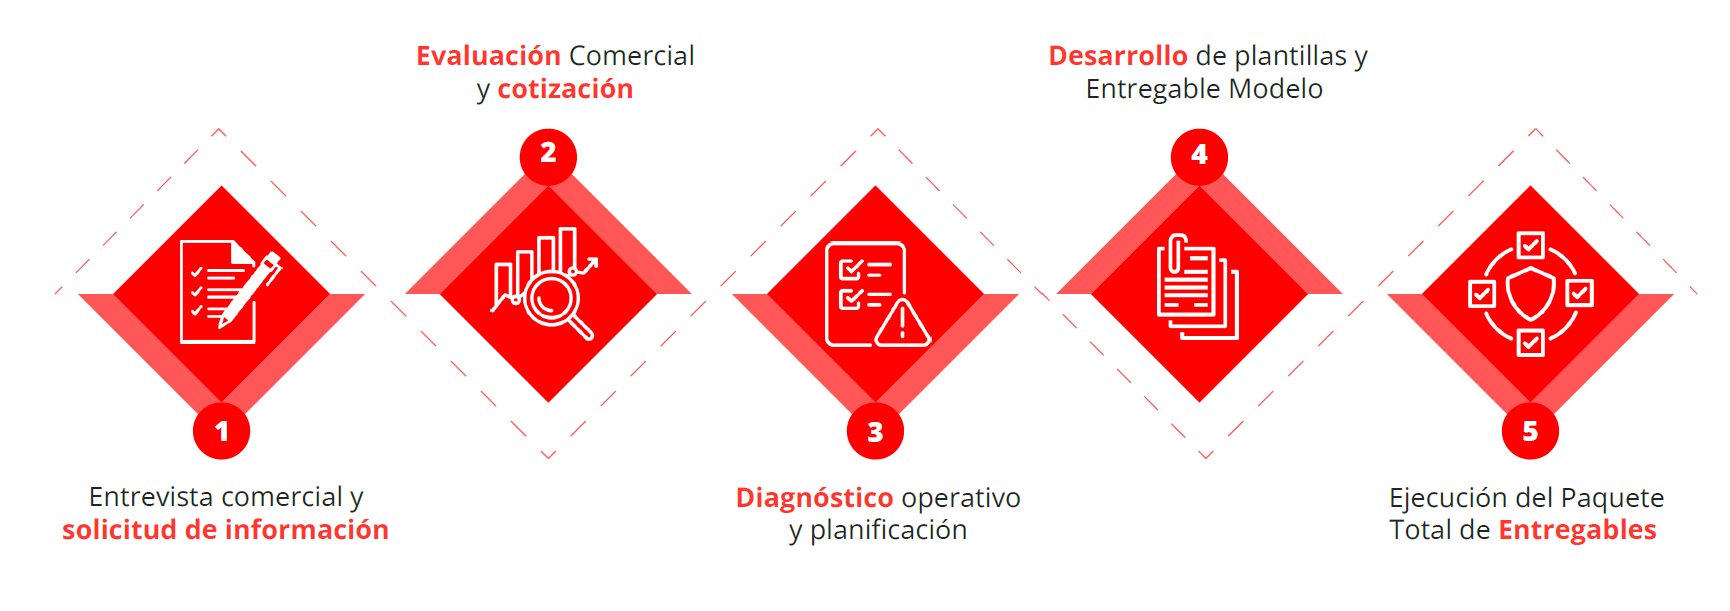 1
Entrevista comercial y
solicitud de información
Evaluación Comercial
y cotización
2
3
Diagnóstico operativo
y planificación
Desarrollo de plantillas y
Entregable Modelo
4
5
Ejecución del Paquete
Total de Entregables